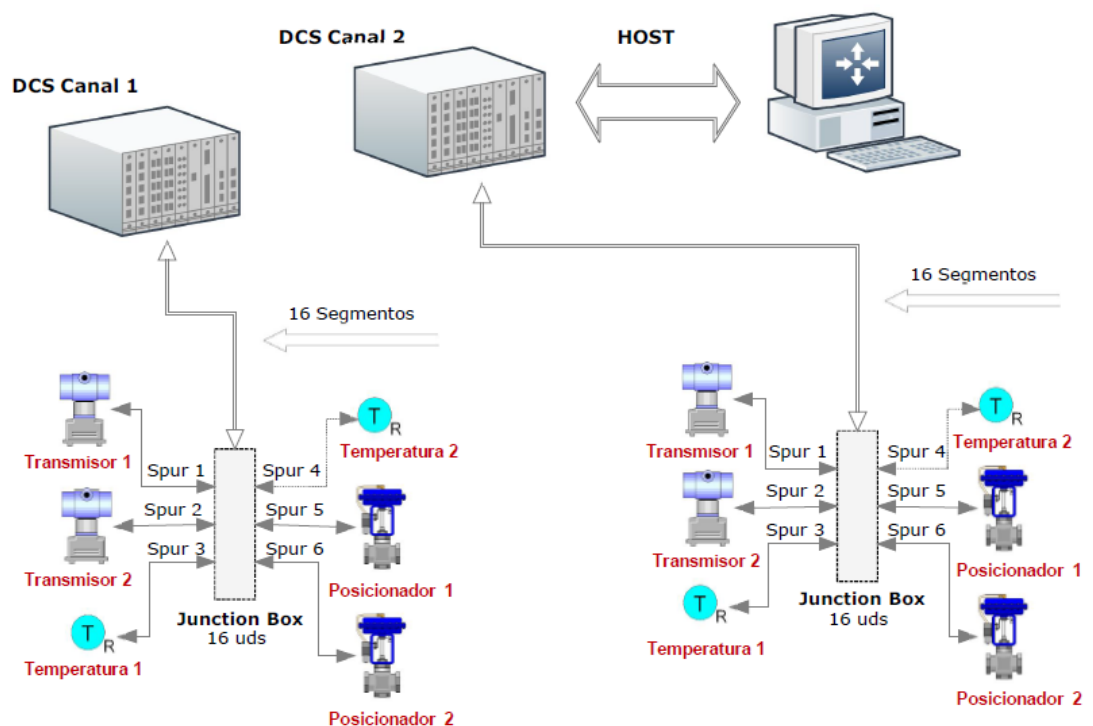 DCS Canal 2
HOST
DCS Canal 1
16 Segmentos
16 Segmentos
T
R
Transmisor 1
Temperatura 2
Spur 1
Spur 4
Spur 2
Spur 5
Spur 3
Spur 6
Transmisor 2
Posicionador 1
Junction Box
16 uds
T
R
Temperatura 1
Posicionador 2
T
R
Transmisor 1
Temperatura 2
Spur 1
Spur 4
Spur 2
Spur 5
Spur 3
Spur 6
Transmisor 2
Posicionador 1
Junction Box
16 uds
T
R
Temperatura 1
Posicionador 2